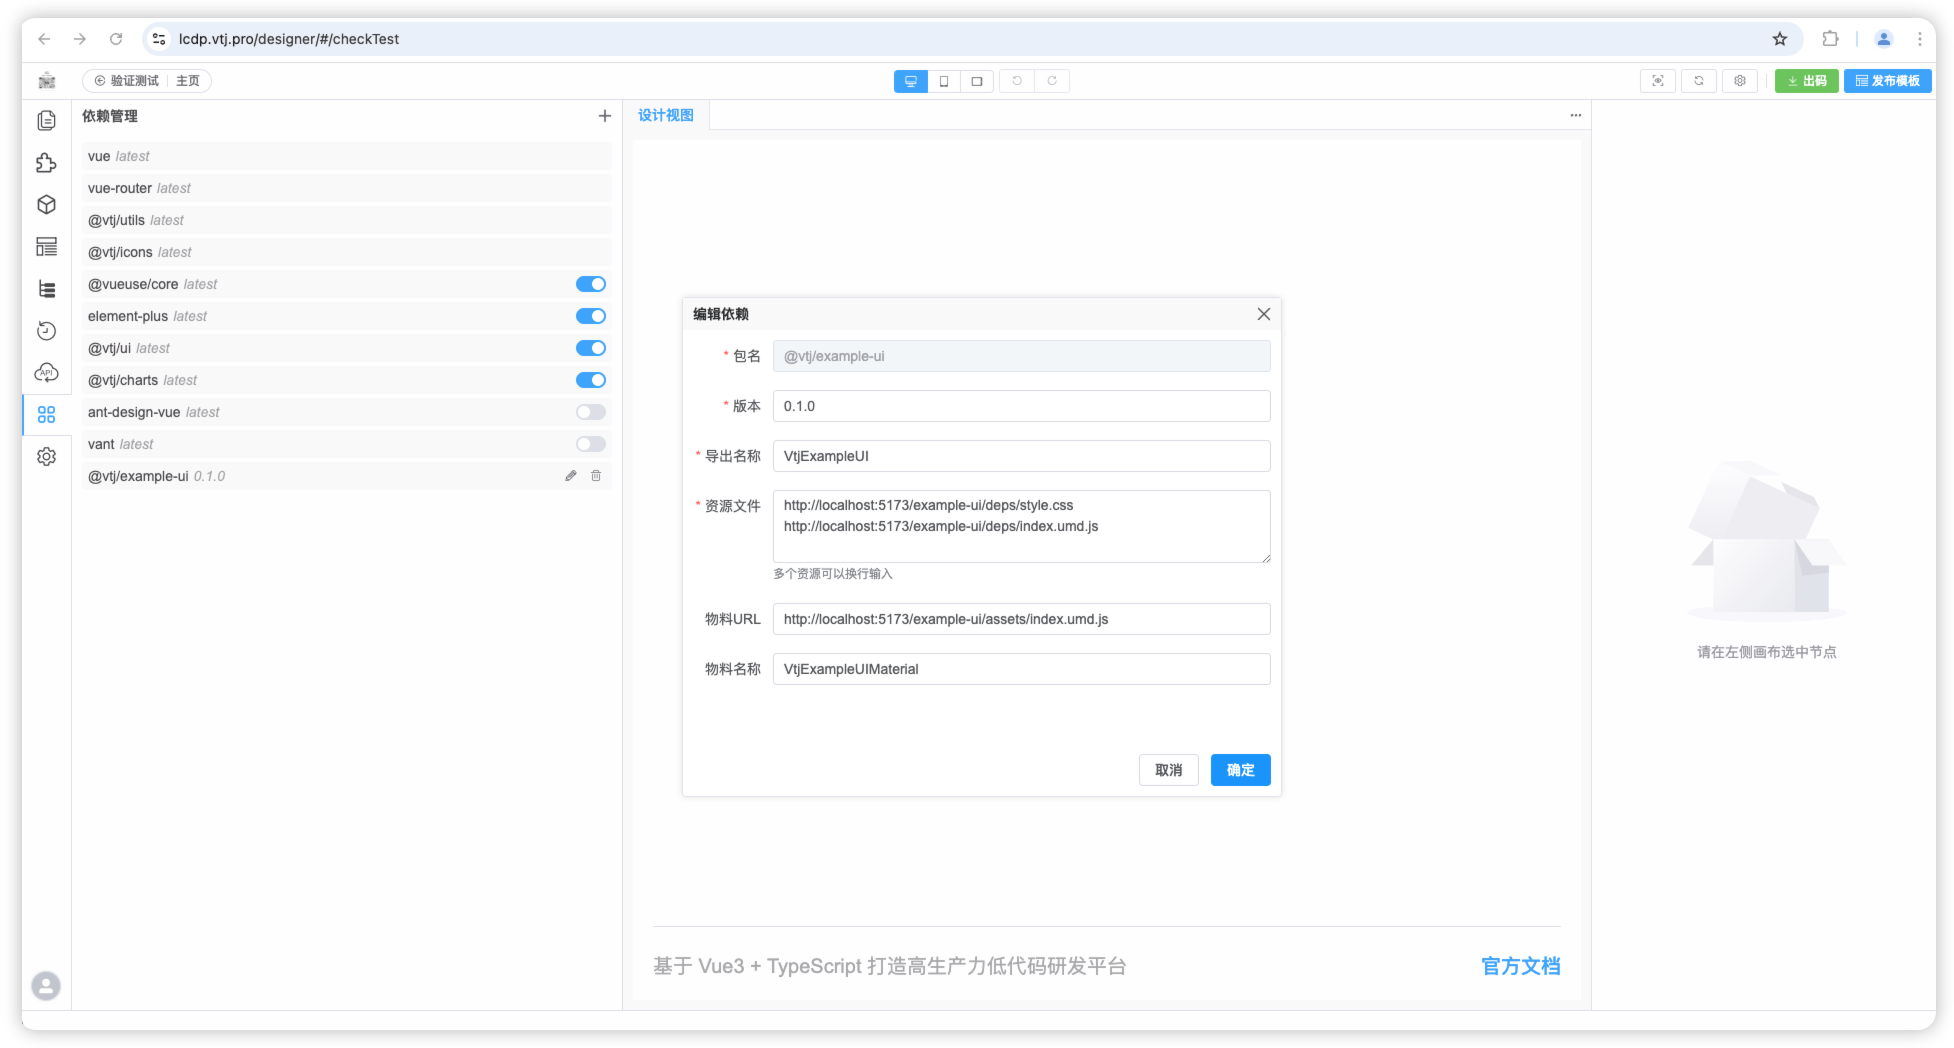 lcdp.vtj.pro/designer/#/checkTest
验证测试 主页
出码
发布模板
依赖管理
vue latest
vue-router latest
@vtj/utils latest
@vtj/icons latest
@vueuse/core latest
element-plus latest
@vtj/ui latest
@vtj/charts latest
ant-design-vue latest
vant latest
@vtj/example-ui 0.1.0
API
设计视图
编辑依赖
* 包名 @vtj/example-ui
* 版本 0.1.0
* 导出名称 VtjExampleUI
* 资源文件 http://localhost:5173/example-ui/deps/style.css
http://localhost:5173/example-ui/deps/index.umd.js
多个资源可以换行输入
物料URL http://localhost:5173/example-ui/assets/index.umd.js
物料名称 VtjExampleUIMaterial
取消 确定
基于 Vue3 + TypeScript 打造高生产力低代码研发平台
官方文档
请在左侧画布选中节点